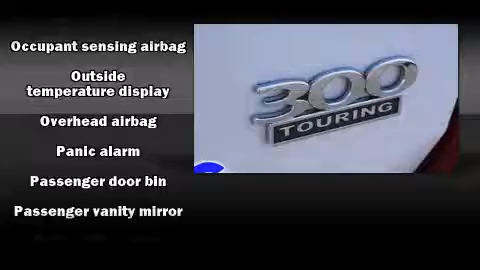 Occupant sensing airbag
Outside
temperature display
Overhead airbag
Panic alarm
Passenger door bin
Passenger vanity mirror
300
TOURING